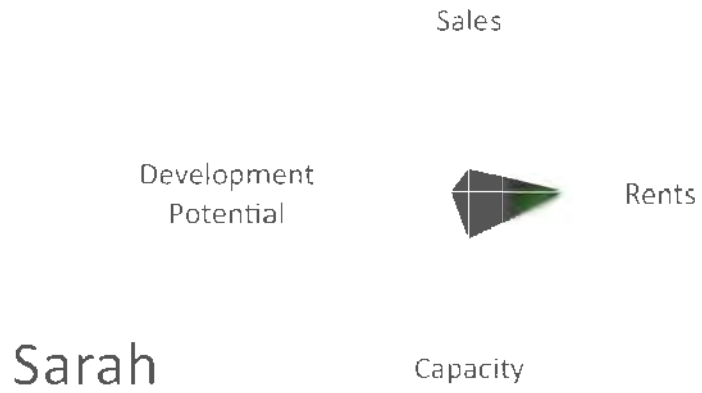 Sales
Development
Potential
Rents
Sarah
Capacity